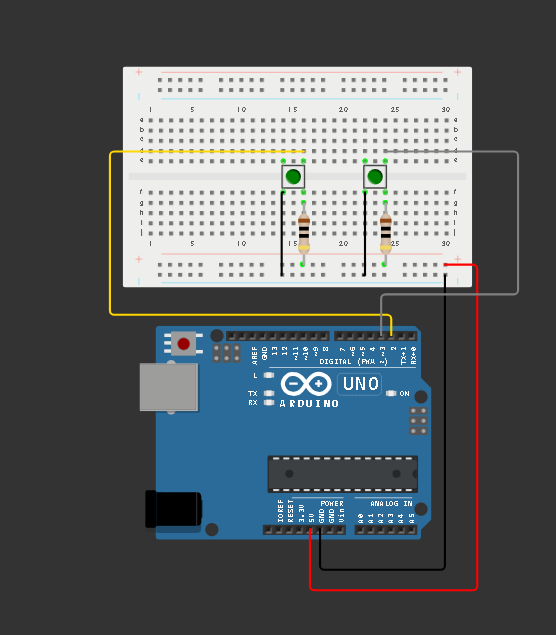 + +
1 5 10 15 20 25 30
a a
b b
c c
d d
e e
f f
g g
h h
i i
j j
1 5 10 15 20 25 30
+ +
AREF
GND
13
12
~11
~10
~9
8
7
~6
~5
4
~3
2
TX→1
RX←0
DIGITAL (PWM ~)
L
TX
RX
UNO
ARDUINO
ON
POWER
ANALOG IN
IOREF
RESET
3.3V
5V
GND
GND
Vin
A0
A1
A2
A3
A4
A5